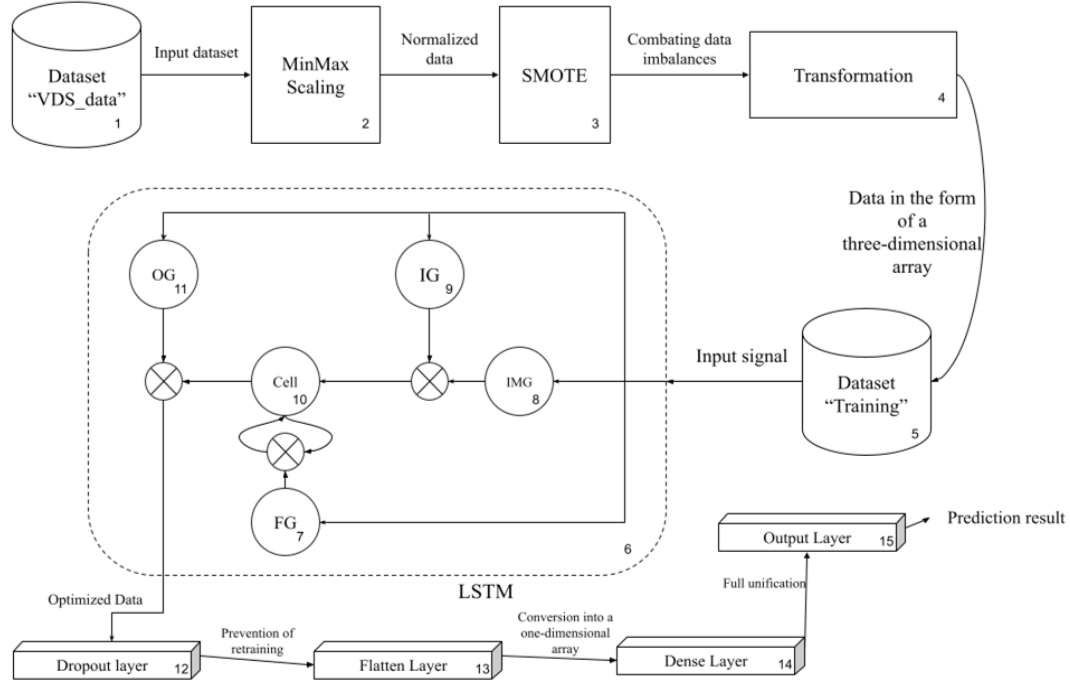 Dataset
“VDS_data”
1
Input dataset
MinMax
Scaling
2
Normalized
data
SMOTE
3
Combating data
imbalances
Transformation
4
Data in the form
of a
three-dimensional
array
OG
11
IG
9
Input signal
Dataset
“Training”
5
Cell
10
IMG
8
FG
7
6
LSTM
Prediction result
Output Layer
15
Full unification
Optimized Data
Dropout layer
12
Prevention of
retraining
Flatten Layer
13
Conversion into a
one-dimensional
array
Dense Layer
14